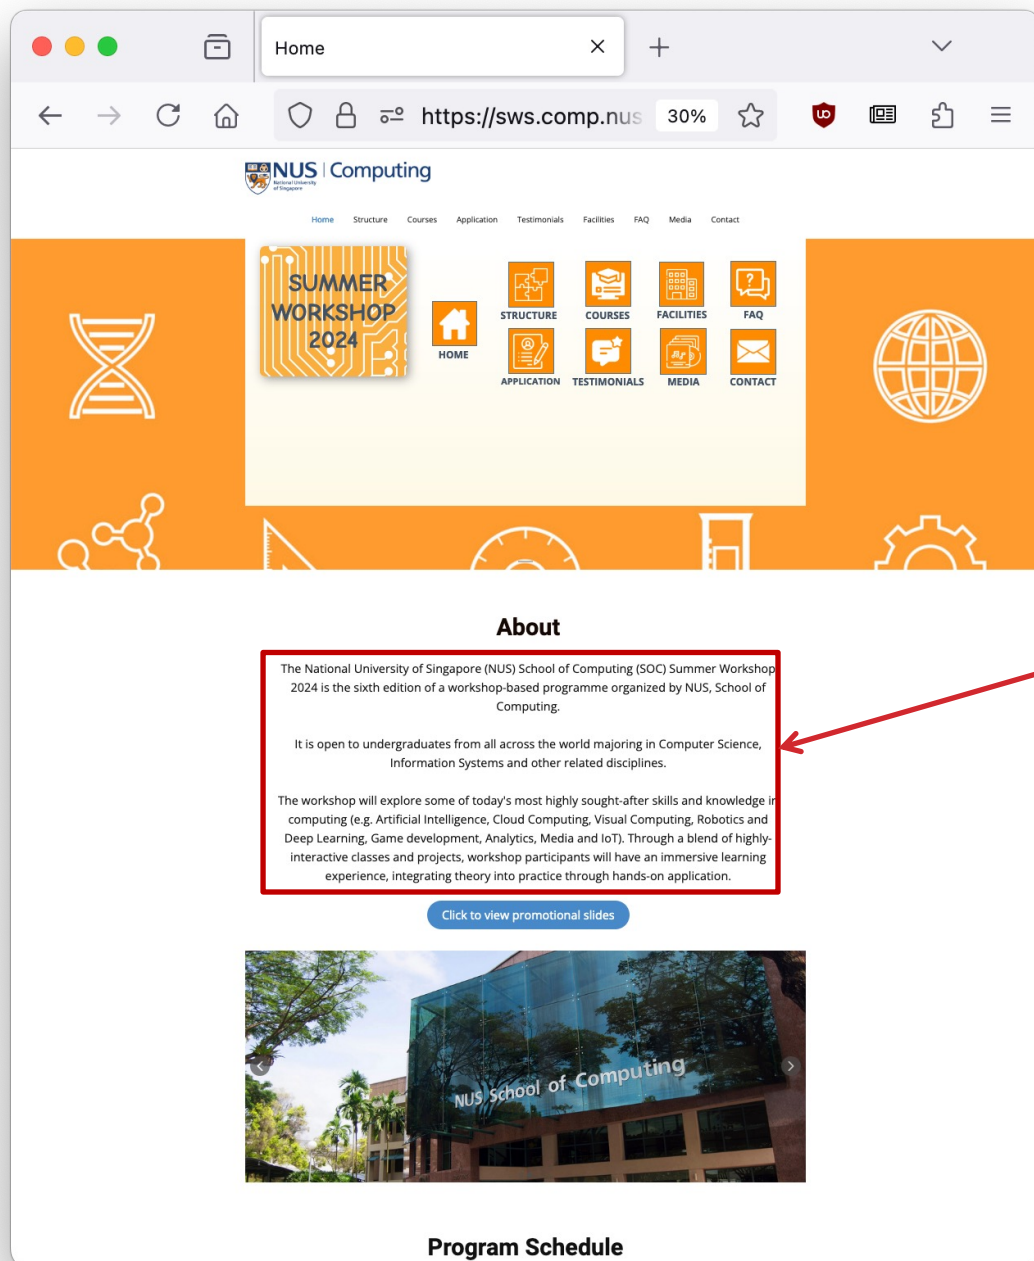 Home
https://sws.comp.nus
30%
NUS | Computing
National University
of Singapore
Home Structure Courses Application Testimonials Facilities FAQ Media Contact
SUMMER
WORKSHOP
2024
HOME
STRUCTURE COURSES FACILITIES FAQ
APPLICATION TESTIMONIALS MEDIA CONTACT
About
The National University of Singapore (NUS) School of Computing (SOC) Summer Workshop
2024 is the sixth edition of a workshop-based programme organized by NUS, School of
Computing.
It is open to undergraduates from all across the world majoring in Computer Science,
Information Systems and other related disciplines.
The workshop will explore some of today's most highly sought-after skills and knowledge in
computing (e.g. Artificial Intelligence, Cloud Computing, Visual Computing, Robotics and
Deep Learning, Game development, Analytics, Media and IoT). Through a blend of highly-
interactive classes and projects, workshop participants will have an immersive learning
experience, integrating theory into practice through hands-on application.
Click to view promotional slides
NUS School of Computing
Program Schedule